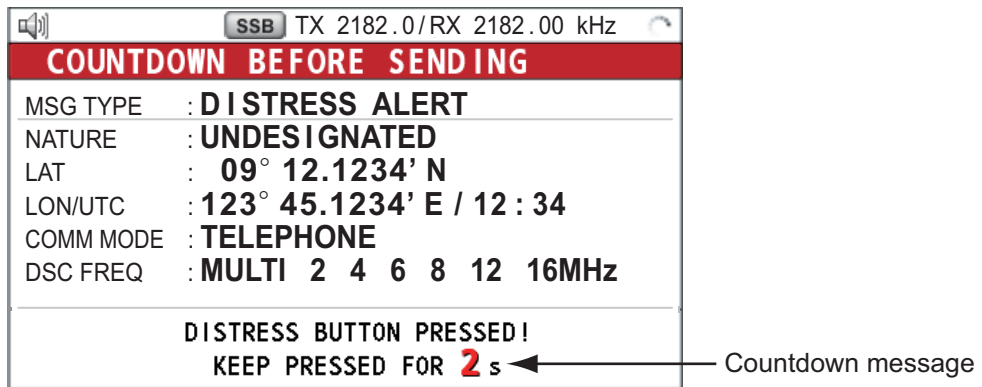 SSB TX 2182.0/RX 2182.00 kHz
COUNTDOWN BEFORE SENDING
MSG TYPE : DISTRESS ALERT
NATURE : UNDESIGNATED
LAT : 09° 12.1234’ N
LON/UTC : 123° 45.1234’ E / 12 : 34
COMM MODE : TELEPHONE
DSC FREQ : MULTI 2 4 6 8 12 16MHz
DISTRESS BUTTON PRESSED!
KEEP PRESSED FOR 2 s
Countdown message